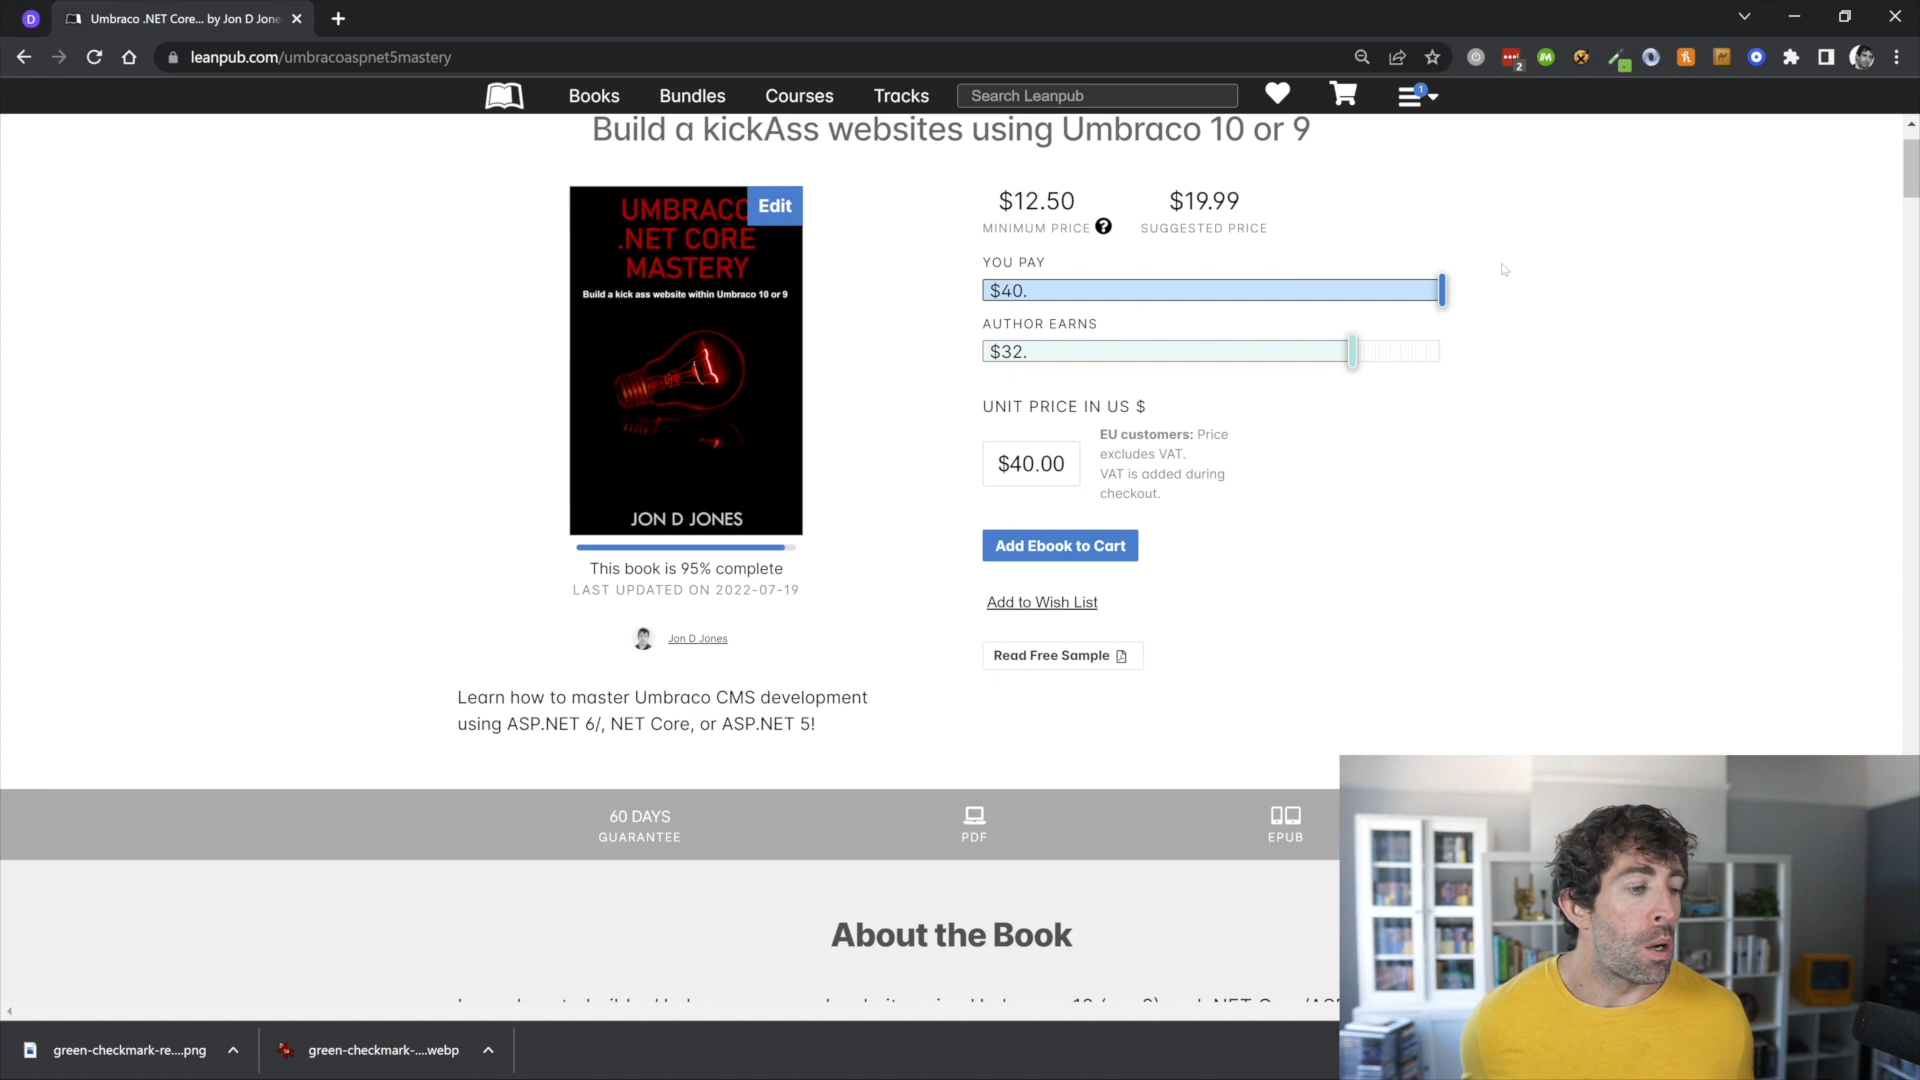 D
Umbraco .NET Core... by Jon D Jone
leanpub.com/umbracoaspnet5mastery
2
Books
Bundles
Courses
Tracks
Search Leanpub
1
Build a kickAss websites using Umbraco 10 or 9
Edit
UMBRACO
.NET CORE
MASTERY
Build a kick ass website within Umbraco 10 or 9
JON D JONES
This book is 95% complete
LAST UPDATED ON 2022-07-19
Jon D Jones
Learn how to master Umbraco CMS development
using ASP.NET 6/, NET Core, or ASP.NET 5!
$12.50
MINIMUM PRICE ?
$19.99
SUGGESTED PRICE
YOU PAY
$40.
AUTHOR EARNS
$32.
UNIT PRICE IN US $
$40.00
EU customers: Price
excludes VAT.
VAT is added during
checkout.
Add Ebook to Cart
Add to Wish List
Read Free Sample
60 DAYS
GUARANTEE
PDF
EPUB
About the Book
green-checkmark-re....png
green-checkmark-....webp